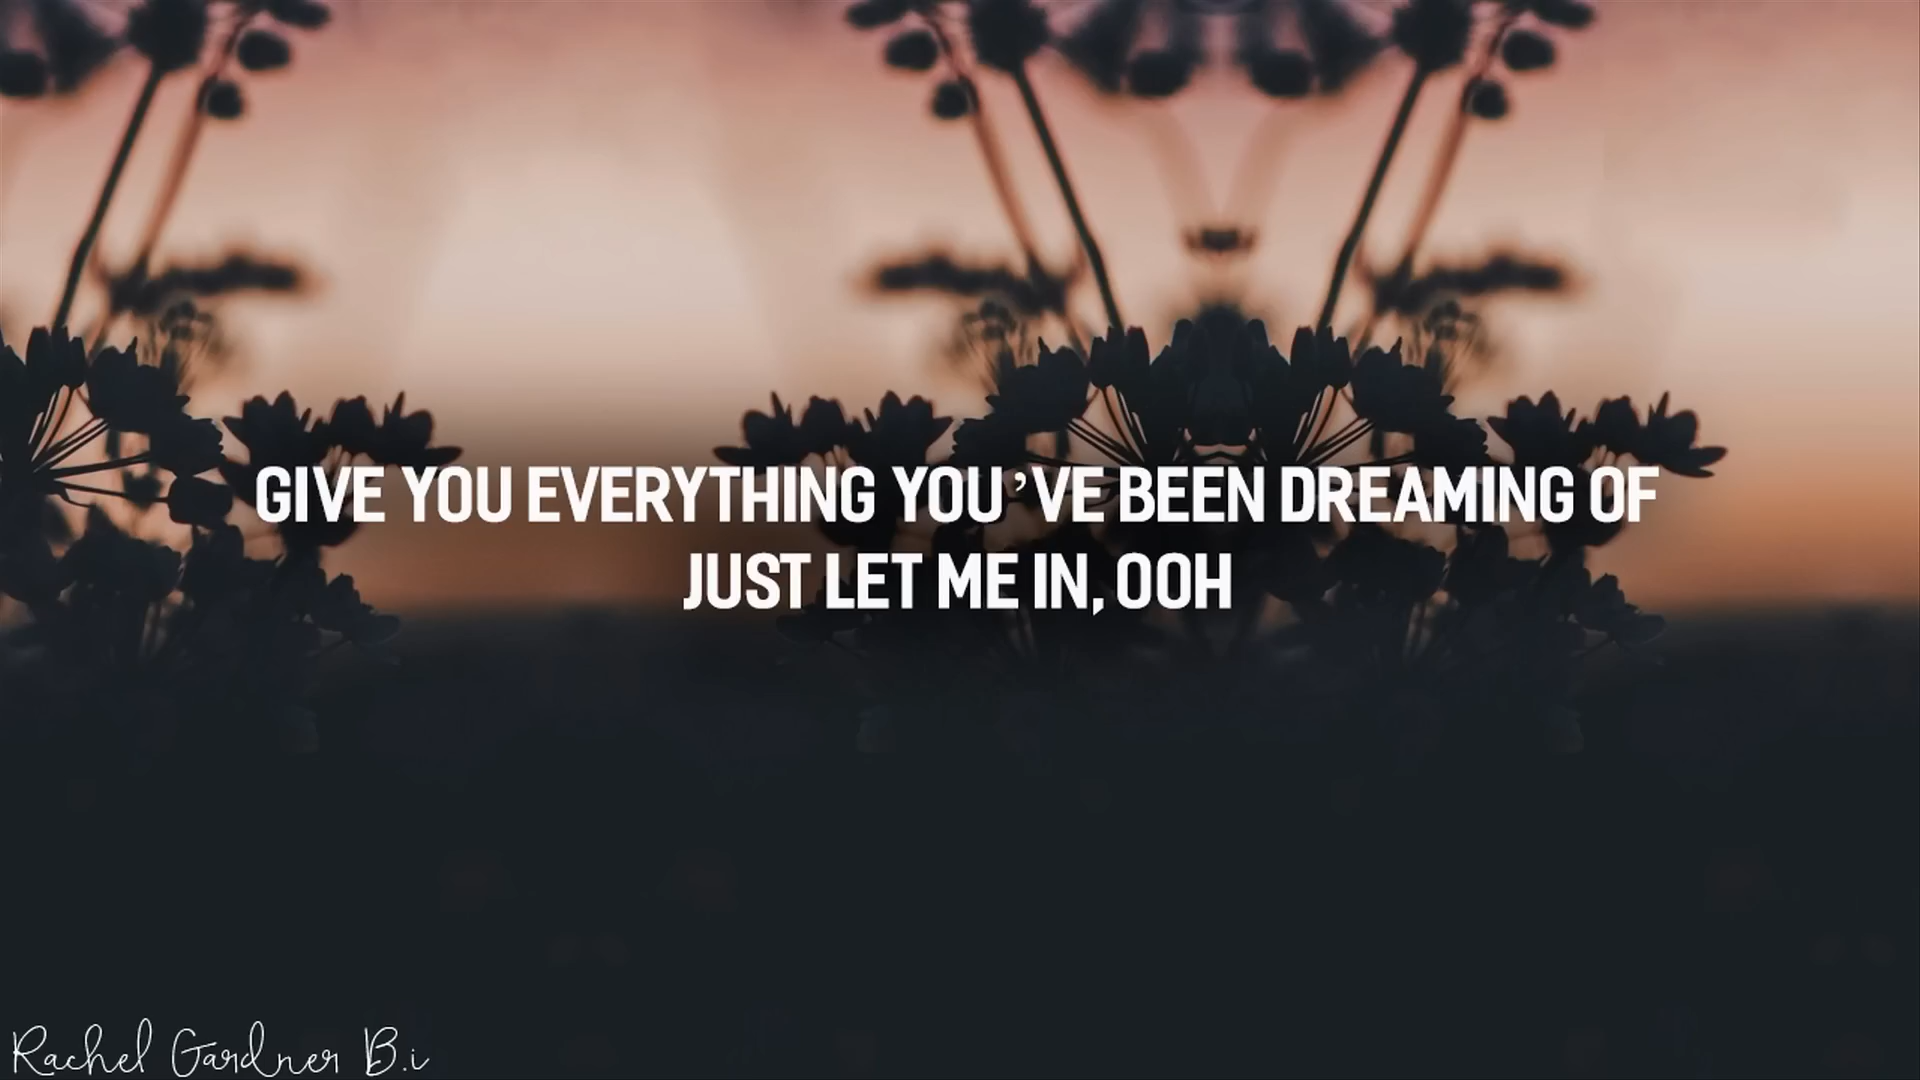 GIVE YOU EVERYTHING YOU'VE BEEN DREAMING OF
JUST LET ME IN, OOH
Rachel Gardner B.i